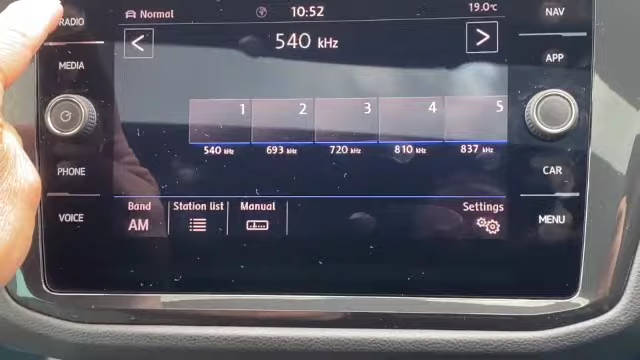 RADIO
Normal
10:52
19.0°C
NAV
540 kHz
MEDIA
APP
1 2 3 4 5
540 kHz 693 kHz 720 kHz 810 kHz 837 kHz
PHONE
CAR
Band Station list Manual Settings
AM
VOICE
MENU